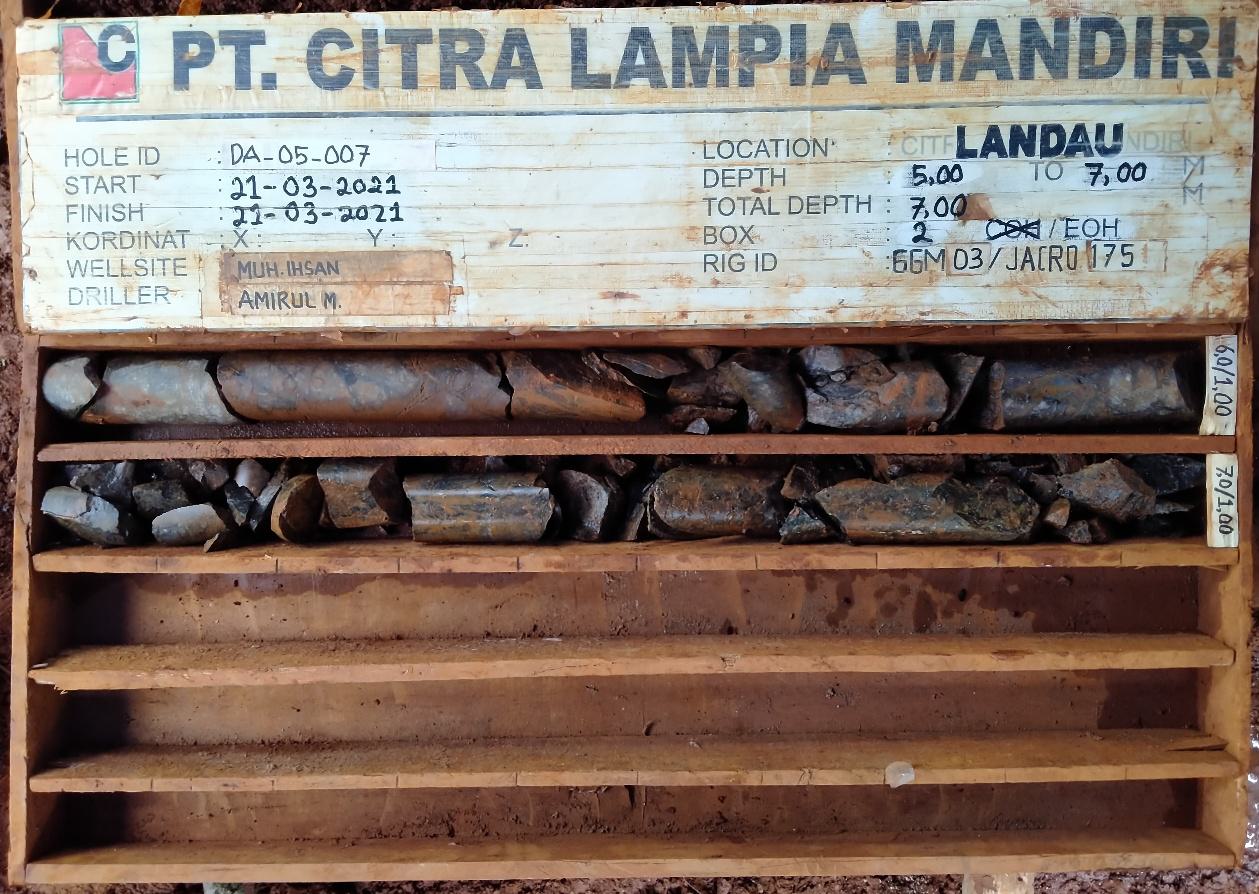 C PT. CITRA LAMPIA MANDIRI
HOLE ID : DA-05-007
START : 21-03-2021
FINISH : 21-03-2021
KORDINAT : X : Y : Z:
WELLSITE MUH. IHSAN
DRILLER : AMIRUL M.
LOCATION : LANDAU
DEPTH : 5,00 TO 7,00 M
TOTAL DEPTH : 7,00 M
BOX : 2 COH / EOH
RIG ID : GGM 03 / JACRO 175
6,0/1,00
7,0/1,00